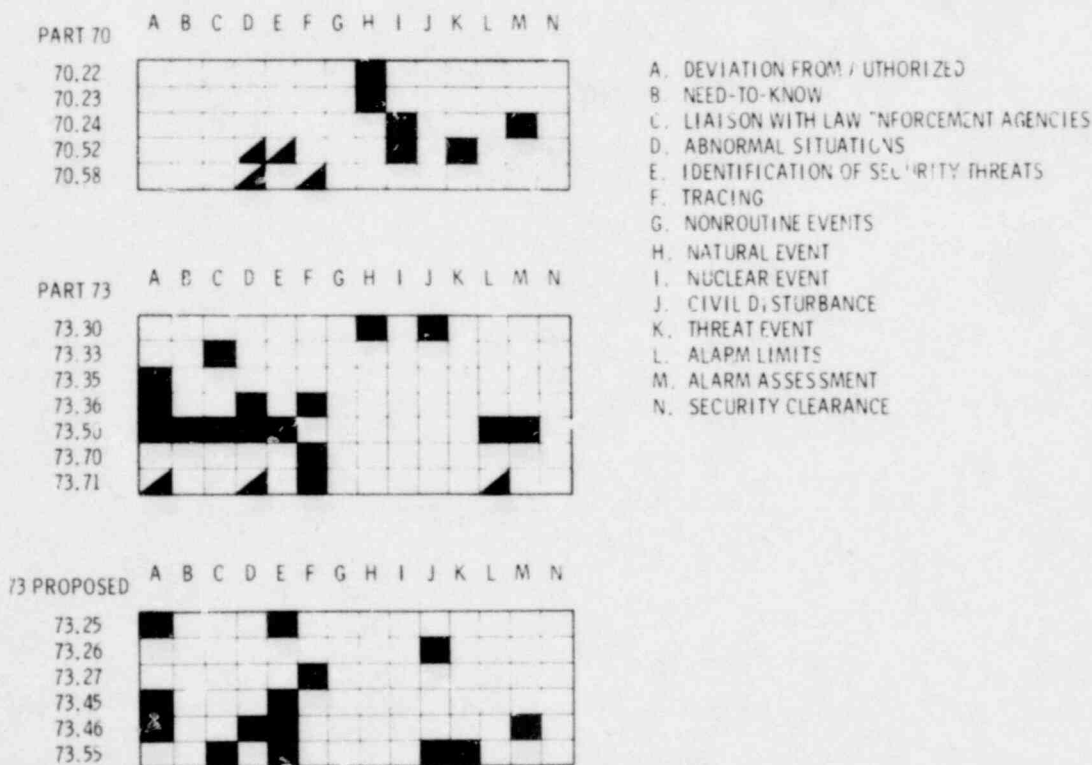 A B C D E F G H I J K L M N
PART 70
70.22
70.23
70.24
70.52
70.58
A B C D E F G H I J K L M N
PART 73
73.30
73.33
73.35
73.36
73.50
73.70
73.71
A B C D E F G H I J K L M N
73 PROPOSED
73.25
73.26
73.27
73.45
73.46
73.55
A. DEVIATION FROM AUTHORIZED
B. NEED-TO-KNOW
C. LIAISON WITH LAW ENFORCEMENT AGENCIES
D. ABNORMAL SITUATIONS
E. IDENTIFICATION OF SECURITY THREATS
F. TRACING
G. NONROUTINE EVENTS
H. NATURAL EVENT
I. NUCLEAR EVENT
J. CIVIL DISTURBANCE
K. THREAT EVENT
L. ALARM LIMITS
M. ALARM ASSESSMENT
N. SECURITY CLEARANCE